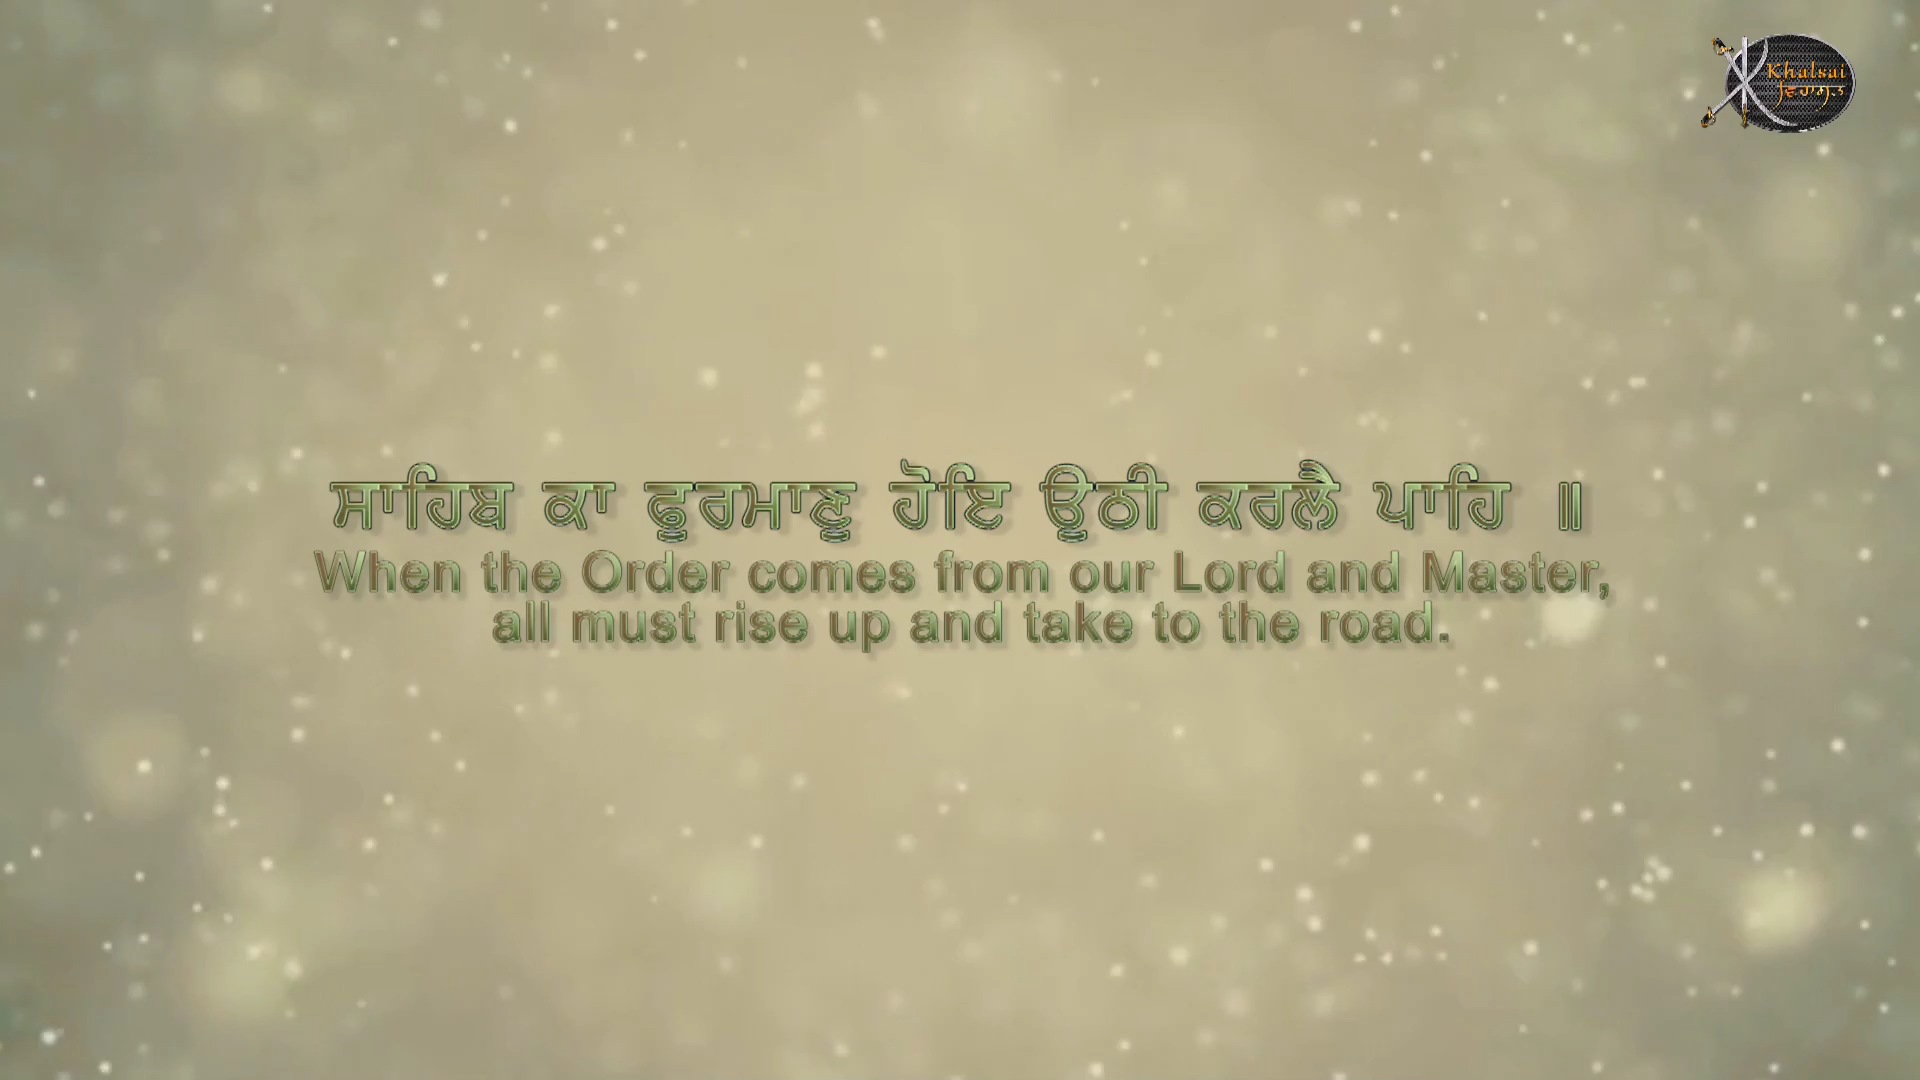 Khalsai
ਵਿਰਾਸਤ
ਸਾਹਿਬ ਕਾ ਫੁਰਮਾਣੁ ਹੋਇ ਉਠੀ ਕਰਲੈ ਪਾਹਿ ॥
When the Order comes from our Lord and Master,
all must rise up and take to the road.